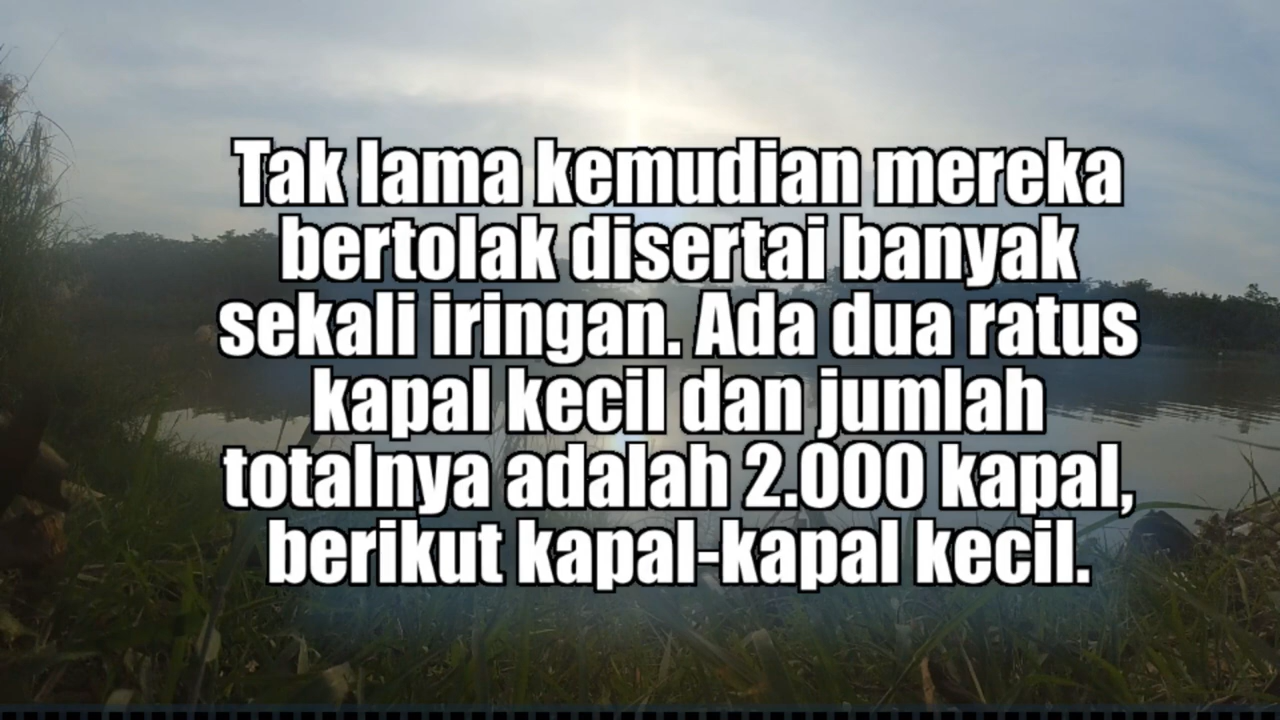 Tak lama kemudian mereka
bertolak disertai banyak
sekali iringan. Ada dua ratus
kapal kecil dan jumlah
totalnya adalah 2.000 kapal,
berikut kapal-kapal kecil.